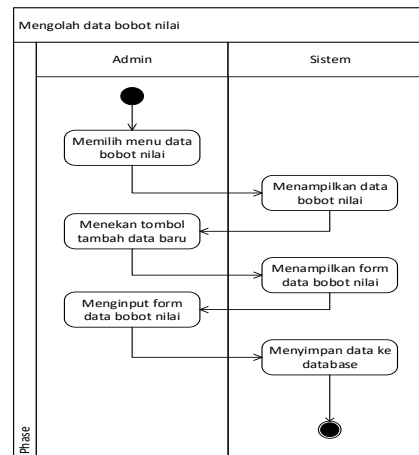 Mengolah data bobot nilai
Admin
Sistem
Memilih menu data
bobot nilai
Menampilkan data
bobot nilai
Menekan tombol
tambah data baru
Menampilkan form
data bobot nilai
Menginput form
data bobot nilai
Menyimpan data ke
database
Phase